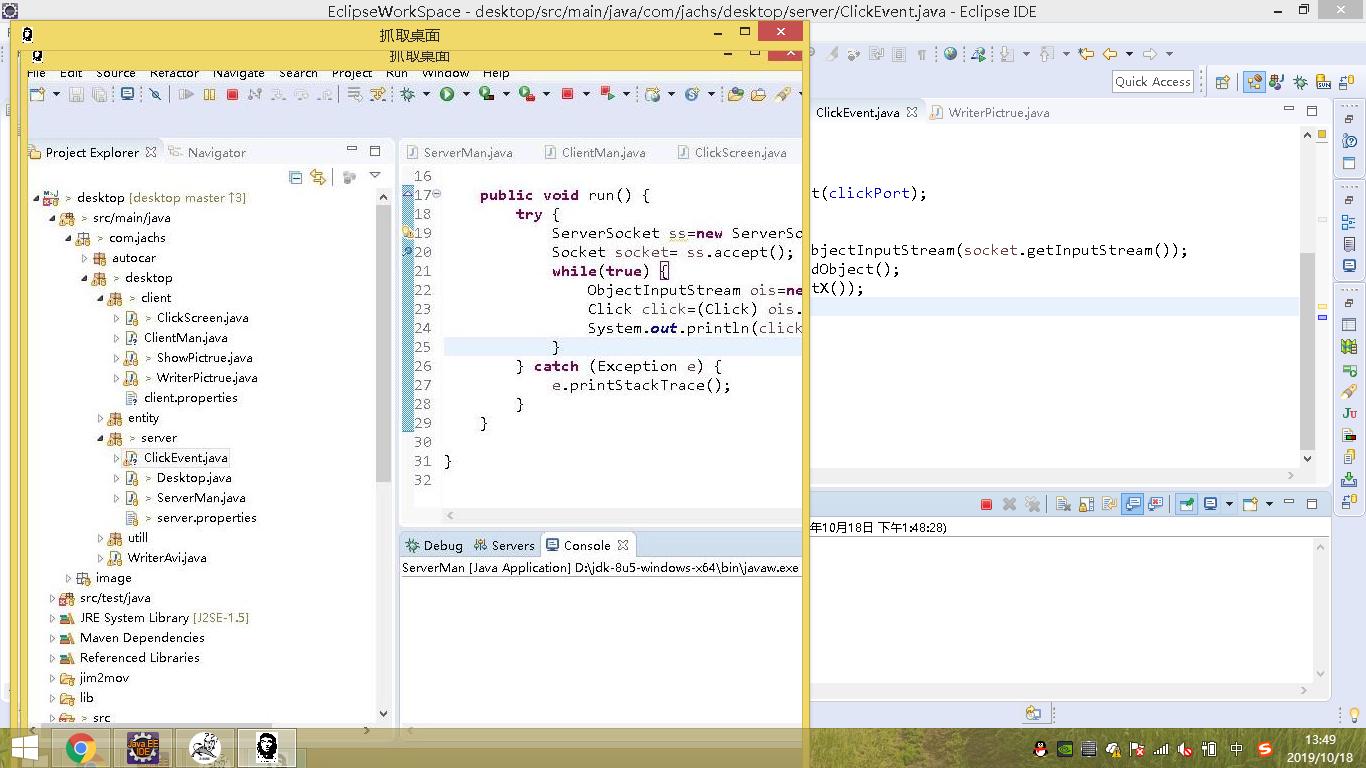 EclipseWorkSpace - desktop/src/main/java/com/jachs/desktop/server/ClickEvent.java - Eclipse IDE
抓取桌面
抓取桌面
File Edit Source Refactor Navigate Search Project Run Window Help
Quick Access
Project Explorer
Navigator
ServerMan.java
ClientMan.java
ClickScreen.java
ClickEvent.java
WriterPictrue.java
desktop [desktop master ↑3]
> src/main/java
> com.jachs
autocar
> desktop
> client
> ClickScreen.java
ClientMan.java
> ShowPictrue.java
> WriterPictrue.java
client.properties
entity
> server
ClickEvent.java
> Desktop.java
> ServerMan.java
> server.properties
utill
WriterAvi.java
image
src/test/java
JRE System Library [J2SE-1.5]
Maven Dependencies
Referenced Libraries
jim2mov
lib
> src
16
17 public void run() {
18 try {
19 ServerSocket ss=new ServerSo
20 Socket socket= ss.accept();
21 while(true) {
22 ObjectInputStream ois=ne
23 Click click=(Click) ois.
24 System.out.println(click
25 }
26 } catch (Exception e) {
27 e.printStackTrace();
28 }
29 }
30
31 }
32
t(clickPort);
bjectInputStream(socket.getInputStream());
dObject();
tX());
Debug
Servers
Console
ServerMan [Java Application] D:\jdk-8u5-windows-x64\bin\javaw.exe
年10月18日 下午1:48:28)
Ju
Java EE
IDE
中
13:49
2019/10/18